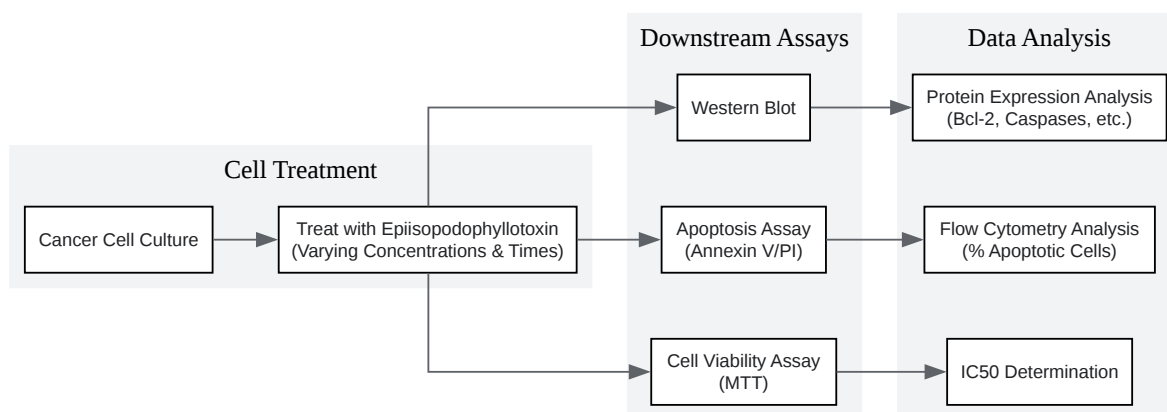 Downstream Assays
Data Analysis
Western Blot
Protein Expression Analysis
(Bcl-2, Caspases, etc.)
Cell Treatment
Cancer Cell Culture
Treat with Epiisopodophyllotoxin
(Varying Concentrations & Times)
Apoptosis Assay
(Annexin V/PI)
Flow Cytometry Analysis
(% Apoptotic Cells)
Cell Viability Assay
(MTT)
IC50 Determination